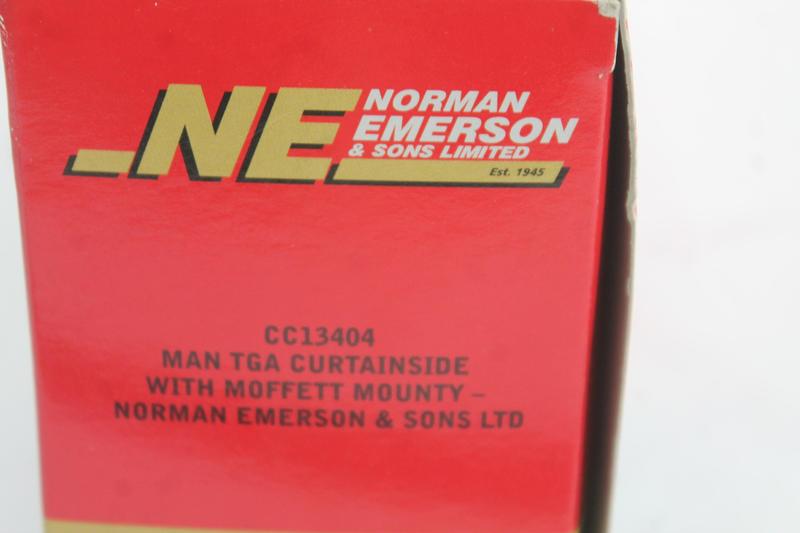 NE
NORMAN
EMERSON
& SONS LIMITED
Est. 1945
CC13404
MAN TGA CURTAINSIDE
WITH MOFFETT MOUNTY –
NORMAN EMERSON & SONS LTD